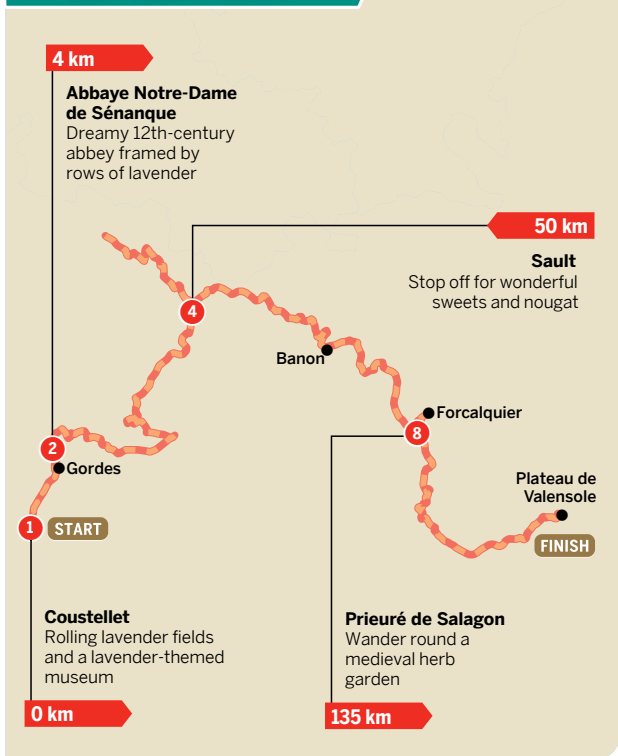 4 km
Abbaye Notre-Dame
de Sénanque
Dreamy 12th-century
abbey framed by
rows of lavender
50 km
Sault
Stop off for wonderful
sweets and nougat
4
Banon
Forcalquier
8
2
Gordes
Plateau de
Valensole
1
START
FINISH
Coustellet
Rolling lavender fields
and a lavender-themed
museum
0 km
Prieuré de Salagon
Wander round a
medieval herb
garden
135 km